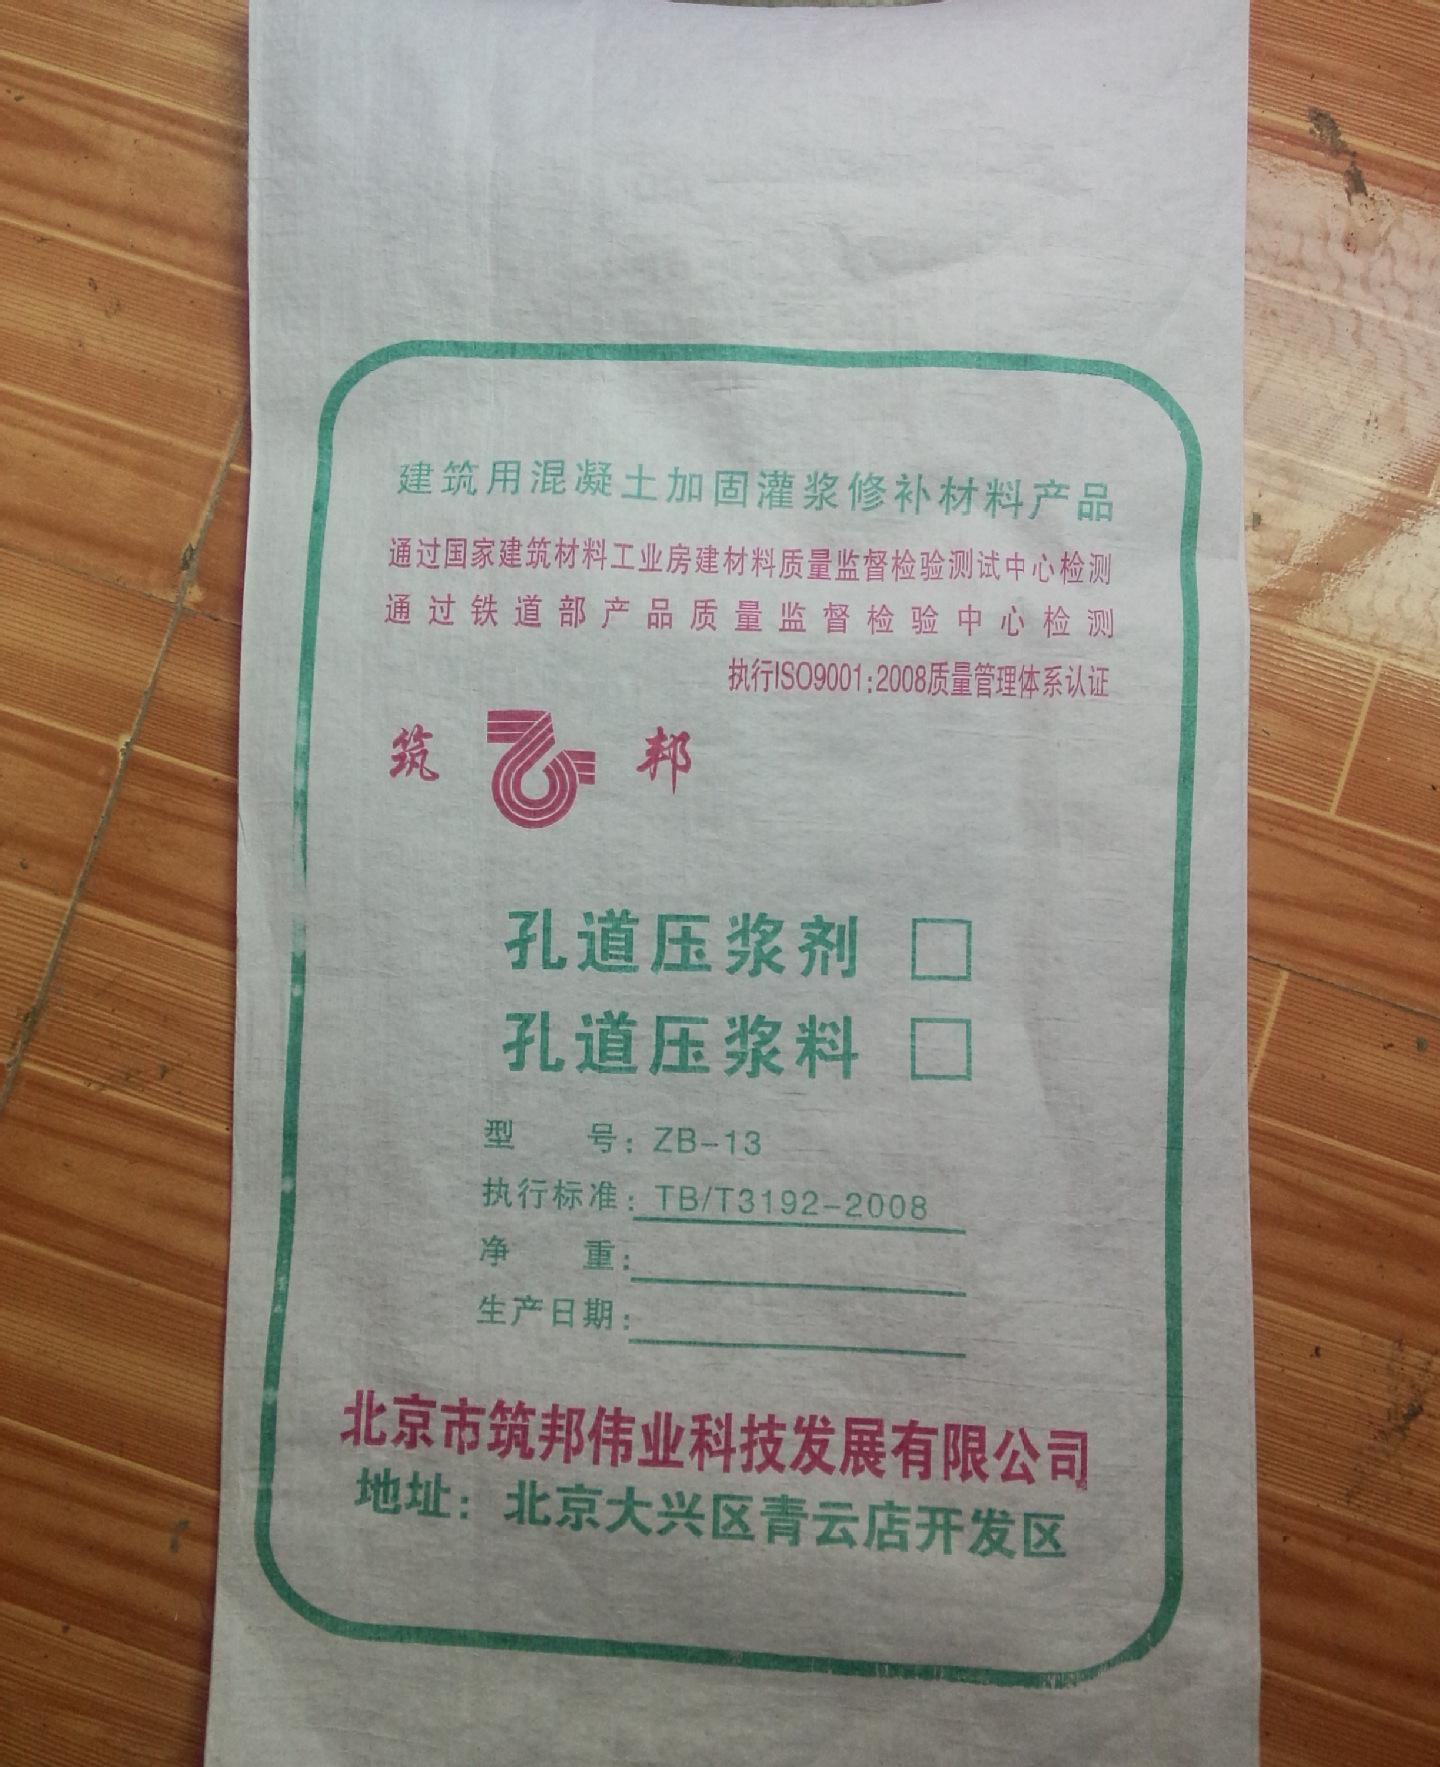 建筑用混凝土加固灌浆修补材料产品
通过国家建筑材料工业房建材料质量监督检验测试中心检测
通过铁道部产品质量监督检验中心检测
执行ISO9001:2008质量管理体系认证
筑 邦
孔道压浆剂 □
孔道压浆料 □
型 号: ZB-13
执行标准: TB/T3192-2008
净 重:
生产日期:
北京市筑邦伟业科技发展有限公司
地址: 北京大兴区青云店开发区